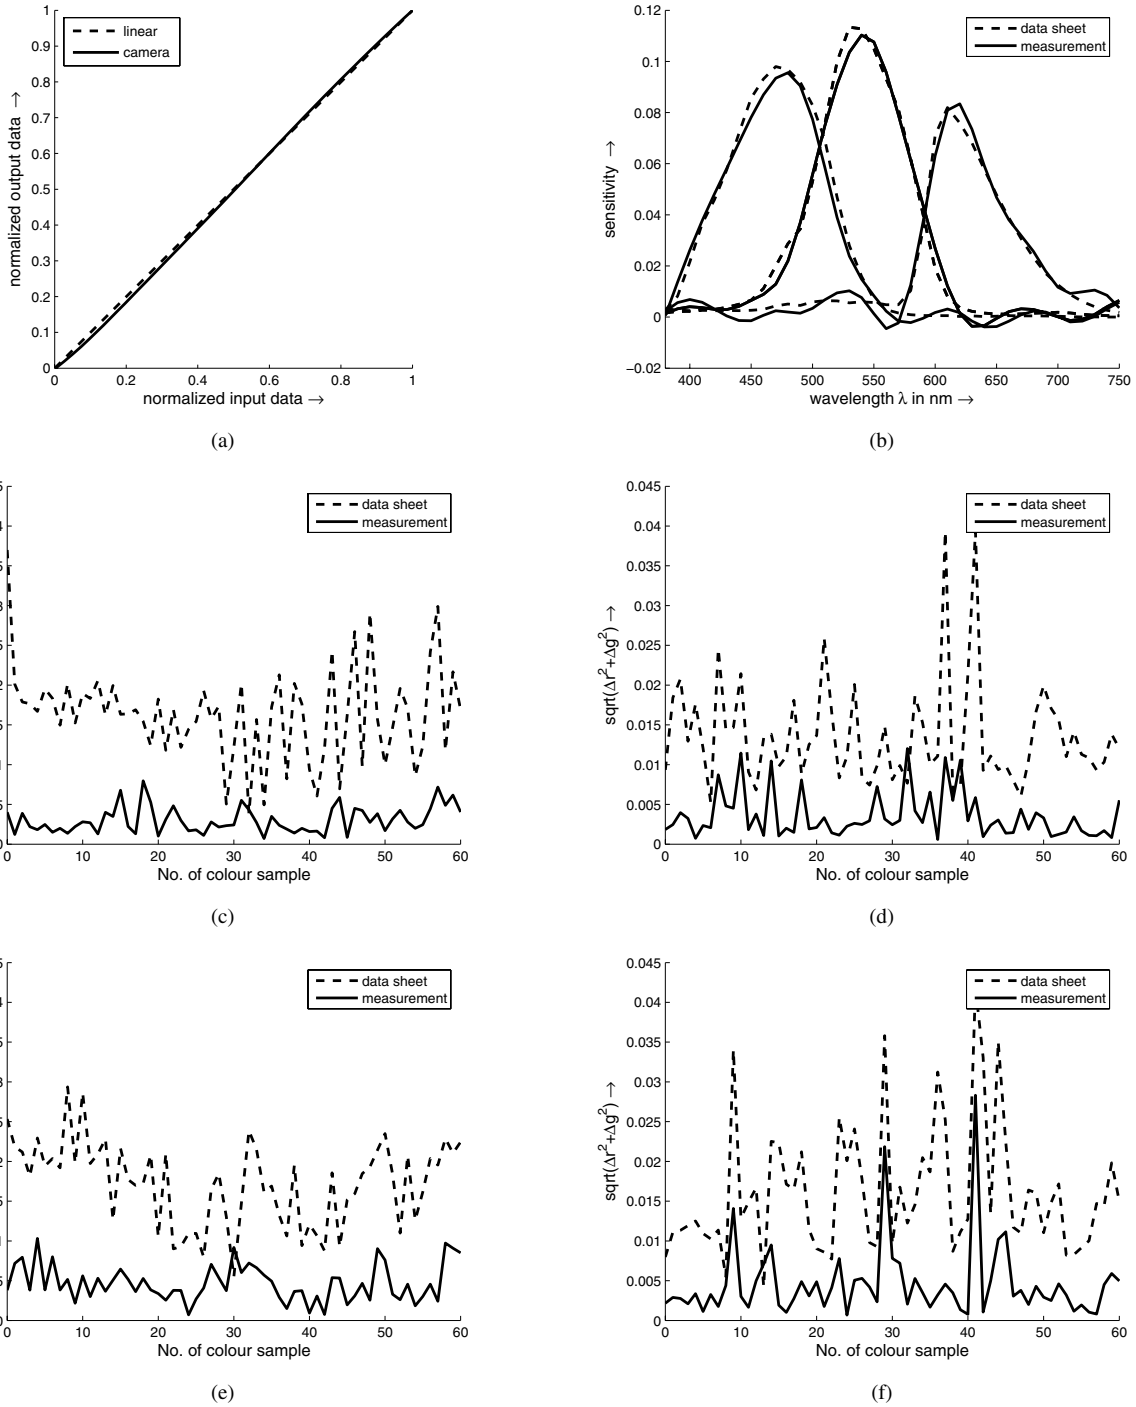 1
0.9
0.8
0.7
0.6
0.5
0.4
0.3
0.2
0.1
0
0 0.2 0.4 0.6 0.8 1
normalized output data →
normalized input data →
linear
camera
(a)
0.12
0.1
0.08
0.06
0.04
0.02
0
−0.02
400 450 500 550 600 650 700 750
sensitivity →
wavelength λ in nm →
data sheet
measurement
(b)
data sheet
measurement
0 10 20 30 40 50 60
No. of colour sample
(c)
0.045
0.04
0.035
0.03
0.025
0.02
0.015
0.01
0.005
0
0 10 20 30 40 50 60
sqrt(Δr²+Δg²) →
No. of colour sample
data sheet
measurement
(d)
data sheet
measurement
0 10 20 30 40 50 60
No. of colour sample
(e)
0.045
0.04
0.035
0.03
0.025
0.02
0.015
0.01
0.005
0
0 10 20 30 40 50 60
sqrt(Δr²+Δg²) →
No. of colour sample
data sheet
measurement
(f)